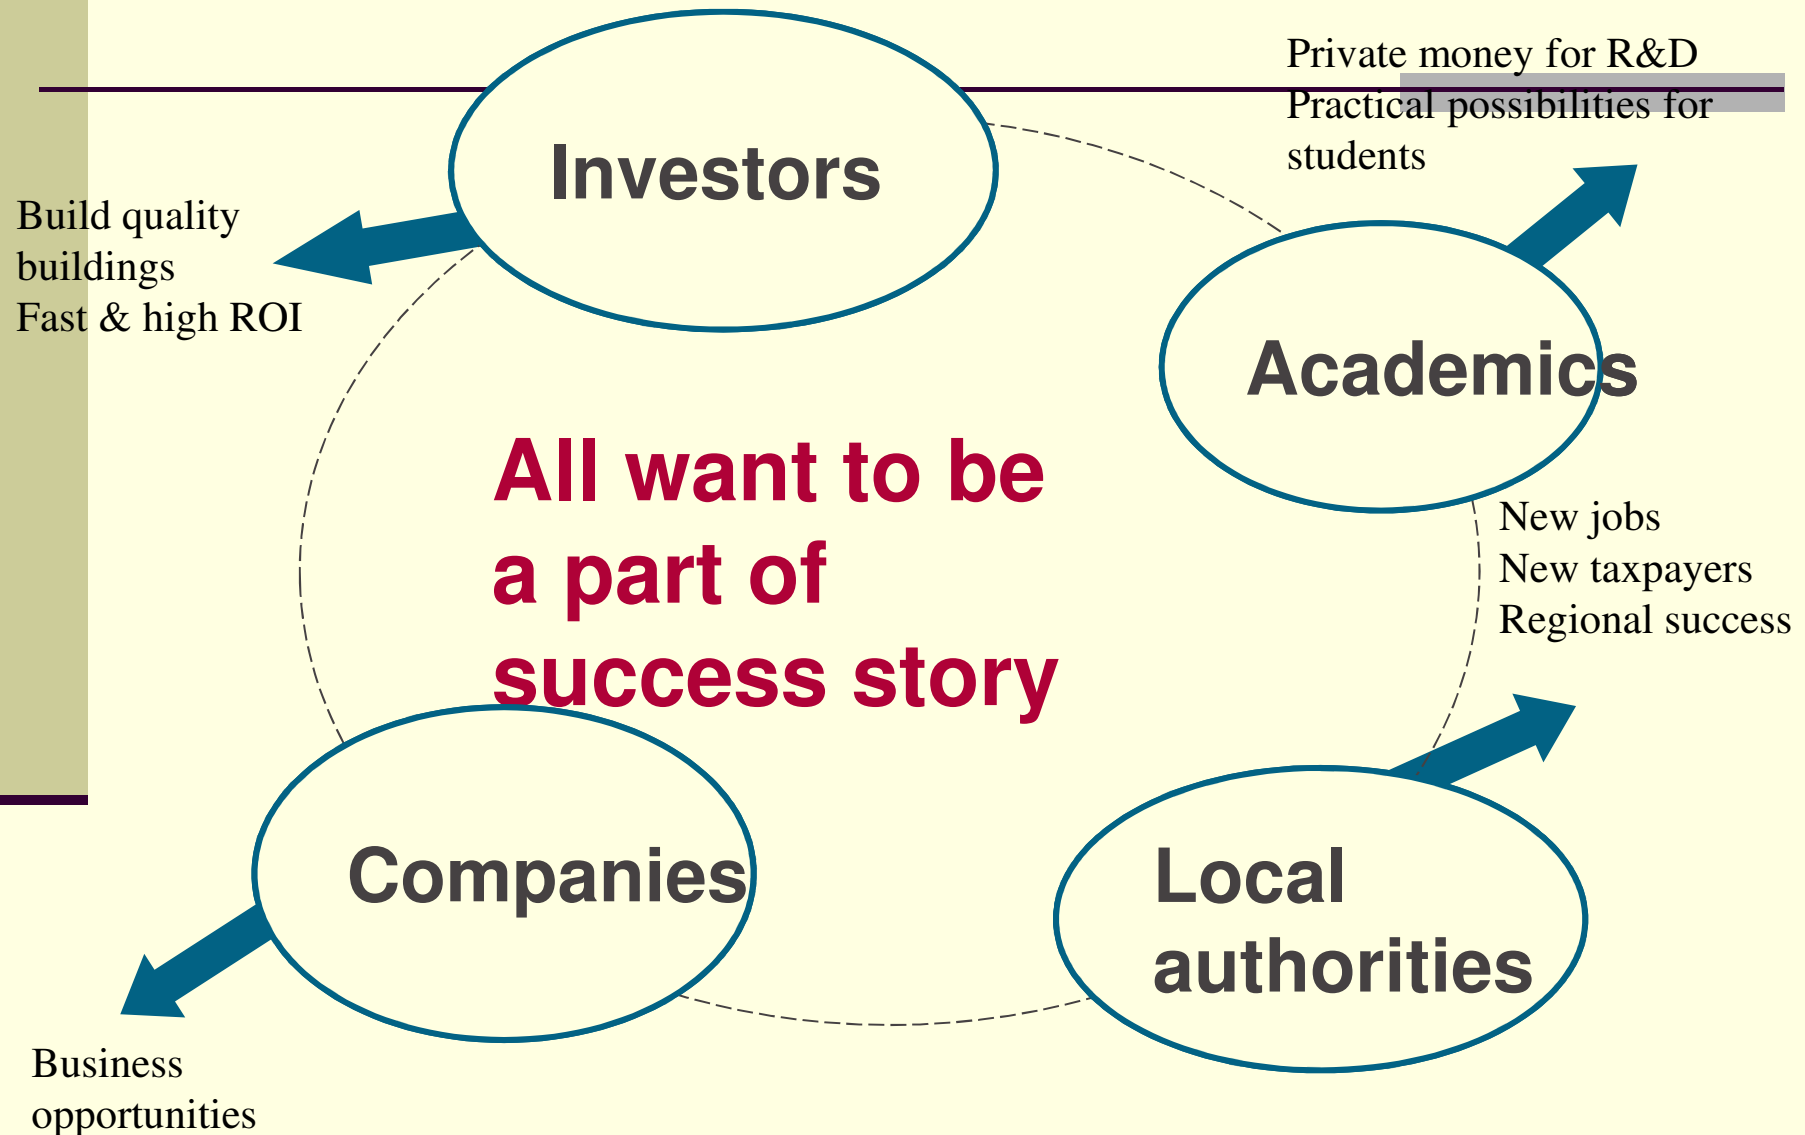 Private money for R&D
Practical possibilities for
students
Investors
Build quality
buildings
Fast & high ROI
Academics
All want to be
a part of
success story
New jobs
New taxpayers
Regional success
Companies
Local
authorities
Business
opportunities